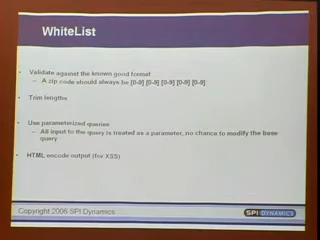 WhiteList
Validate against the known good format
– A zip code should always be [0-9] [0-9] [0-9] [0-9] [0-9]
Trim lengths
Use parameterized queries
– All input to the query is treated as a parameter, no chance to modify the base
query
HTML encode output (for XSS)
Copyright 2006 SPI Dynamics
SPI DYNAMICS